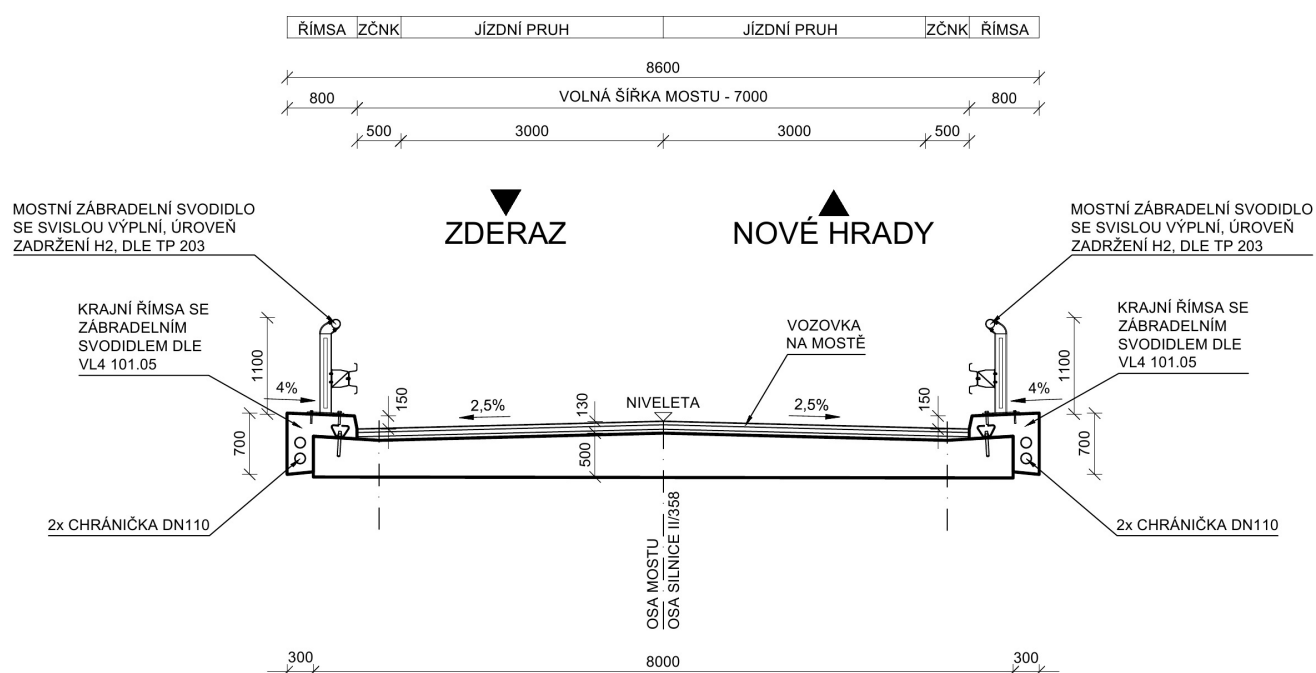 ŘÍMSA ZČNK JÍZDNÍ PRUH JÍZDNÍ PRUH ZČNK ŘÍMSA
8600
800 VOLNÁ ŠÍŘKA MOSTU - 7000 800
500 3000 3000 500
MOSTNÍ ZÁBRADELNÍ SVODIDLO
SE SVISLOU VÝPLNÍ, ÚROVEŇ
ZADRŽENÍ H2, DLE TP 203
ZDERAZ
NOVÉ HRADY
MOSTNÍ ZÁBRADELNÍ SVODIDLO
SE SVISLOU VÝPLNÍ, ÚROVEŇ
ZADRŽENÍ H2, DLE TP 203
KRAJNÍ ŘÍMSA SE
ZÁBRADELNÍM
SVODIDLEM DLE
VL4 101.05
1100
4%
150
2,5%
130
NIVELETA
VOZOVKA
NA MOSTĚ
2,5%
150
4%
1100
KRAJNÍ ŘÍMSA SE
ZÁBRADELNÍM
SVODIDLEM DLE
VL4 101.05
700
500
700
2x CHRÁNIČKA DN110
2x CHRÁNIČKA DN110
OSA MOSTU
OSA SILNICE II/358
300 8000 300